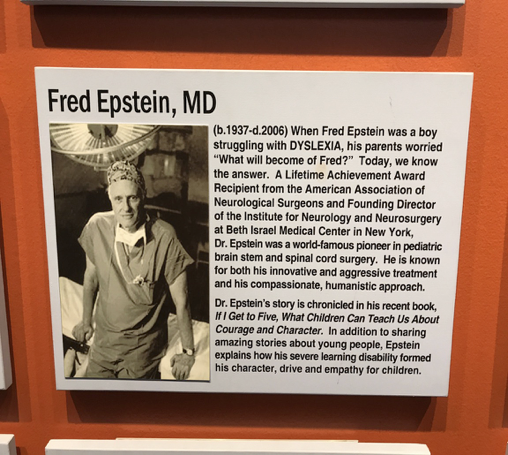 Fred Epstein, MD
(b.1937-d.2006) When Fred Epstein was a boy
struggling with DYSLEXIA, his parents worried
“What will become of Fred?”  Today, we know
the answer.  A Lifetime Achievement Award
Recipient from the American Association of
Neurological Surgeons and Founding Director
of the Institute for Neurology and Neurosurgery
at Beth Israel Medical Center in New York,
Dr. Epstein was a world-famous pioneer in pediatric
brain stem and spinal cord surgery.  He is known
for both his innovative and aggressive treatment
and his compassionate, humanistic approach.
Dr. Epstein’s story is chronicled in his recent book,
If I Get to Five, What Children Can Teach Us About
Courage and Character.  In addition to sharing
amazing stories about young people, Epstein
explains how his severe learning disability formed
his character, drive and empathy for children.